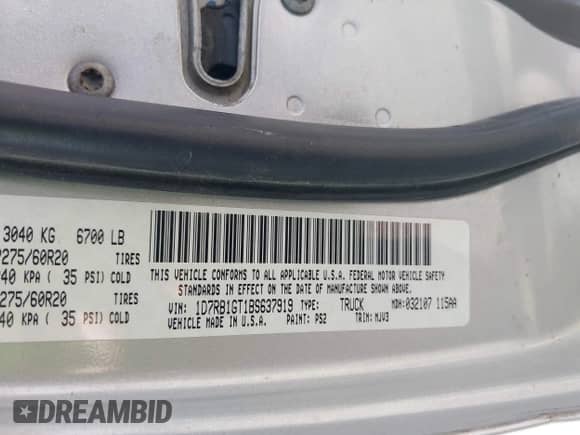 3040 KG 6700 LB
275/60R20 TIRES
240 KPA ( 35 PSI) COLD
275/60R20 TIRES
40 KPA ( 35 PSI) COLD
THIS VEHICLE CONFORMS TO ALL APPLICABLE U.S.A. FEDERAL MOTOR VEHICLE SAFETY
STANDARDS IN EFFECT ON THE DATE OF MANUFACTURE SHOWN ABOVE.
VIN: 1D7RB1GT1BS637919 TYPE: TRUCK MDH: 032107 115AA
VEHICLE MADE IN U.S.A. PAINT: PS2 TRIM: MJV3
DREAMBID